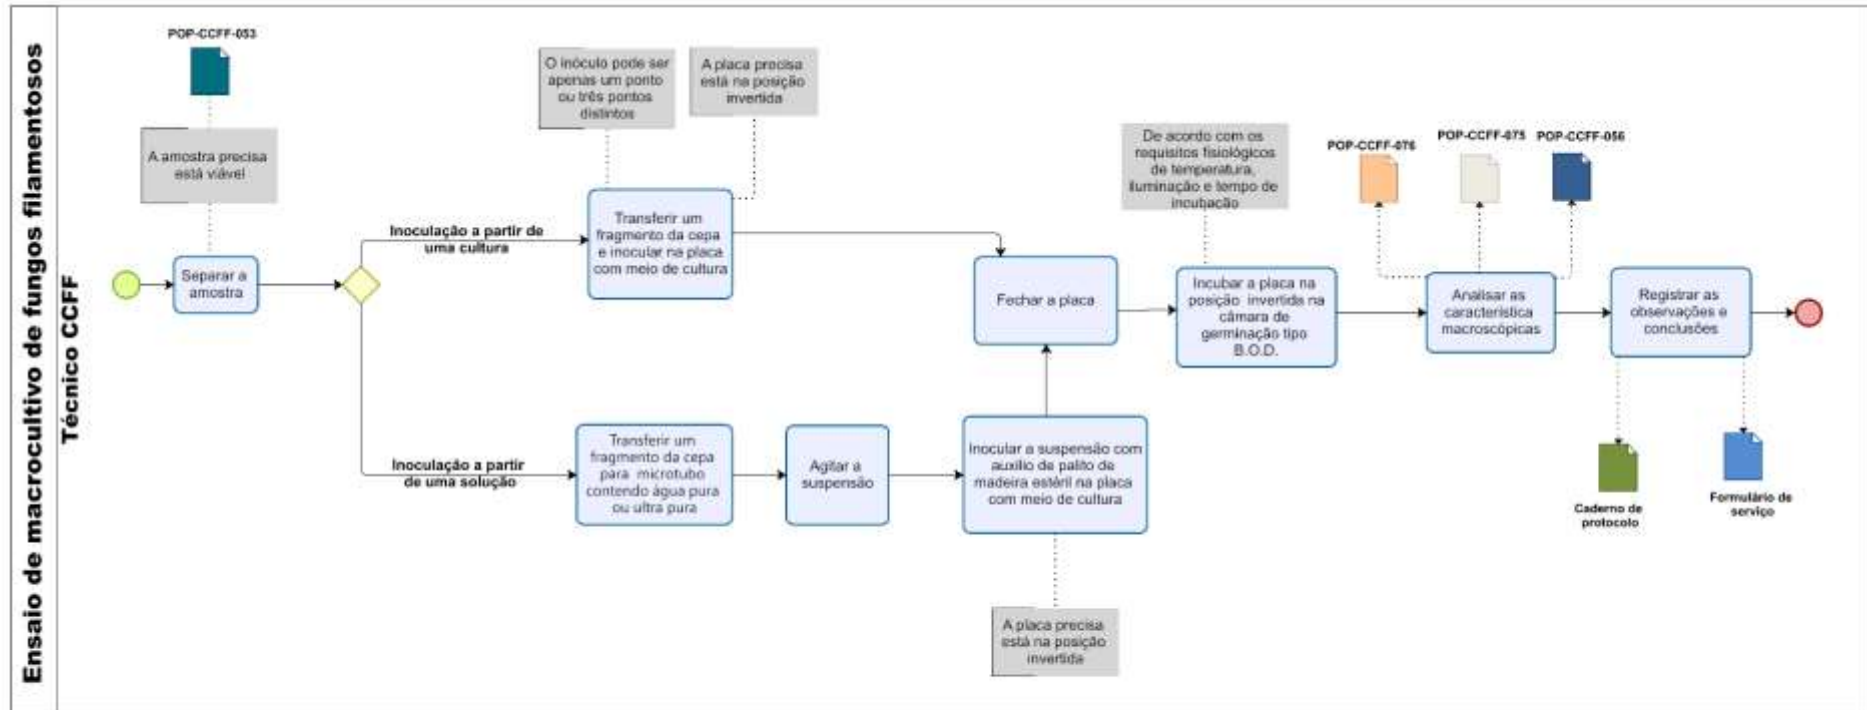 Ensaio de macrocultivo de fungos filamentosos
Técnico CCFF
POP-CCFF-053
A amostra precisa
está viável
Separar a
amostra
Inoculação a partir de
uma cultura
O inóculo pode ser
apenas um ponto
ou três pontos
distintos
A placa precisa
está na posição
invertida
Transferir um
fragmento da cepa
e inocular na placa
com meio de cultura
Inoculação a partir
de uma solução
Transferir um
fragmento da cepa
para microtubo
contendo água pura
ou ultra pura
Agitar a
suspensão
Inocular a suspensão com
auxílio de palito de
madeira estéril na placa
com meio de cultura
A placa precisa
está na posição
invertida
Fechar a placa
De acordo com os
requisitos fisiológicos
de temperatura,
iluminação e tempo de
incubação
Incubar a placa na
posição invertida na
câmara de
germinação tipo
B.O.D.
POP-CCFF-076
POP-CCFF-075
POP-CCFF-056
Analisar as
característica
macroscópicas
Registrar as
observações e
conclusões
Caderno de
protocolo
Formulário de
serviço